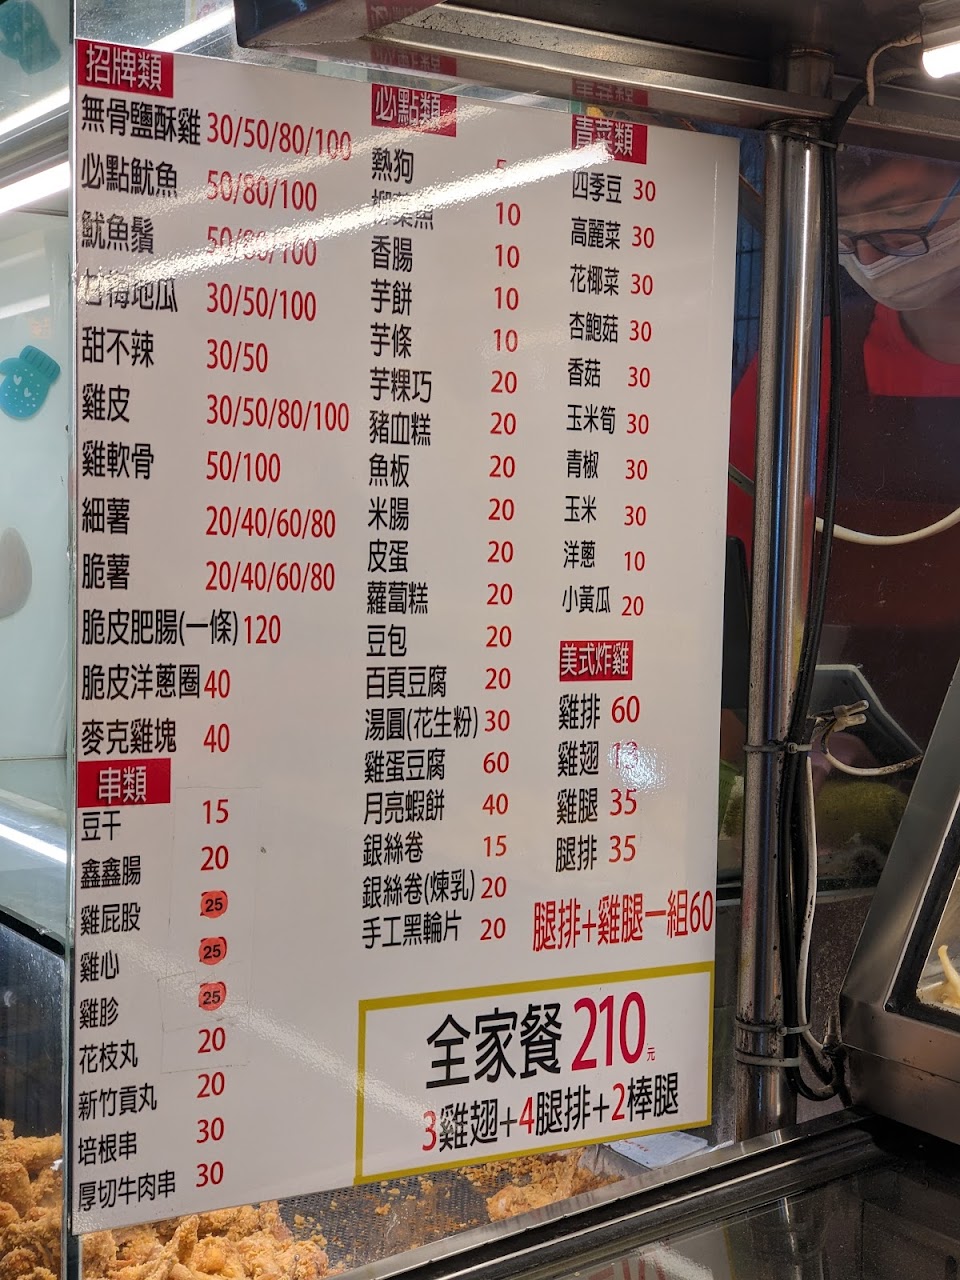 招牌類
無骨鹽酥雞 30/50/80/100
必點魷魚 50/80/100
魷魚鬚 50/80/100
甘梅地瓜 30/50/100
甜不辣 30/50
雞皮 30/50/80/100
雞軟骨 50/100
細薯 20/40/60/80
脆薯 20/40/60/80
脆皮肥腸(一條) 120
脆皮洋蔥圈 40
麥克雞塊 40
串類
豆干 15
鑫鑫腸 20
雞屁股 25
雞心 25
雞胗 25
花枝丸 20
新竹貢丸 20
培根串 30
厚切牛肉串 30
必點類
熱狗 5
柳葉魚 10
香腸 10
芋餅 10
芋條 10
芋粿巧 20
豬血糕 20
魚板 20
米腸 20
皮蛋 20
蘿蔔糕 20
豆包 20
百頁豆腐 20
湯圓(花生粉) 30
雞蛋豆腐 60
月亮蝦餅 40
銀絲卷 15
銀絲卷(煉乳) 20
手工黑輪片 20
青菜類
四季豆 30
高麗菜 30
花椰菜 30
杏鮑菇 30
香菇 30
玉米筍 30
青椒 30
玉米 30
洋蔥 10
小黃瓜 20
美式炸雞
雞排 60
雞翅
雞腿 35
腿排 35
腿排+雞腿一組60
全家餐 210元
3雞翅+4腿排+2棒腿